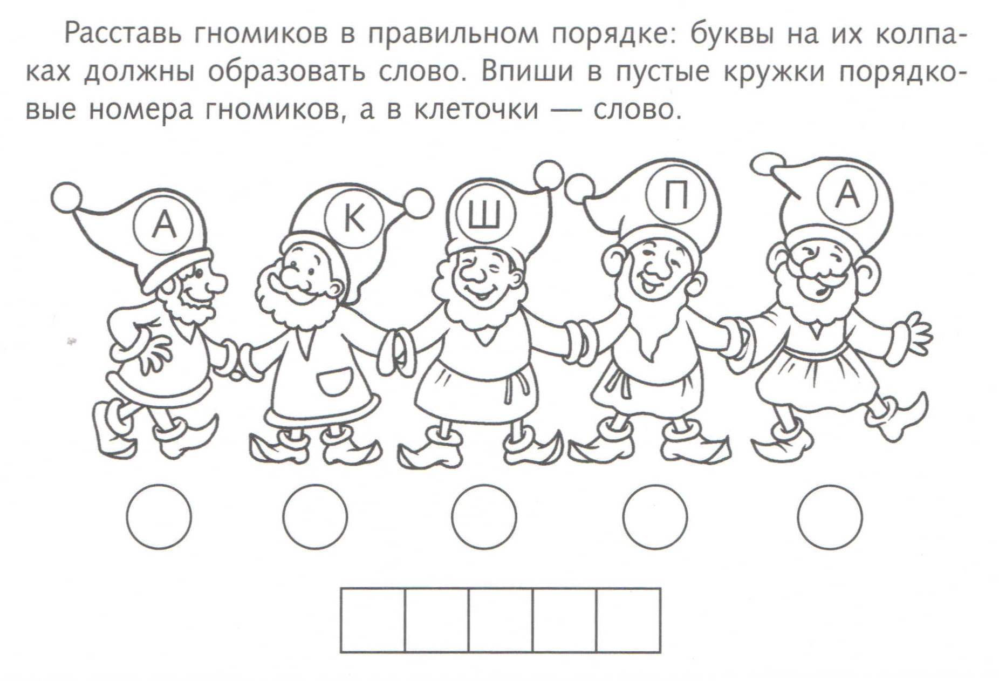 Расставь гномиков в правильном порядке: буквы на их колпа-
ках должны образовать слово. Впиши в пустые кружки порядко-
вые номера гномиков, а в клеточки — слово.
А К Ш П А